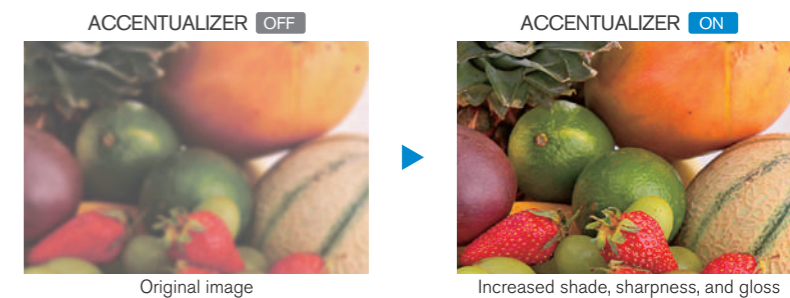 ACCENTUALIZER OFF
ACCENTUALIZER ON
Original image
Increased shade, sharpness, and gloss